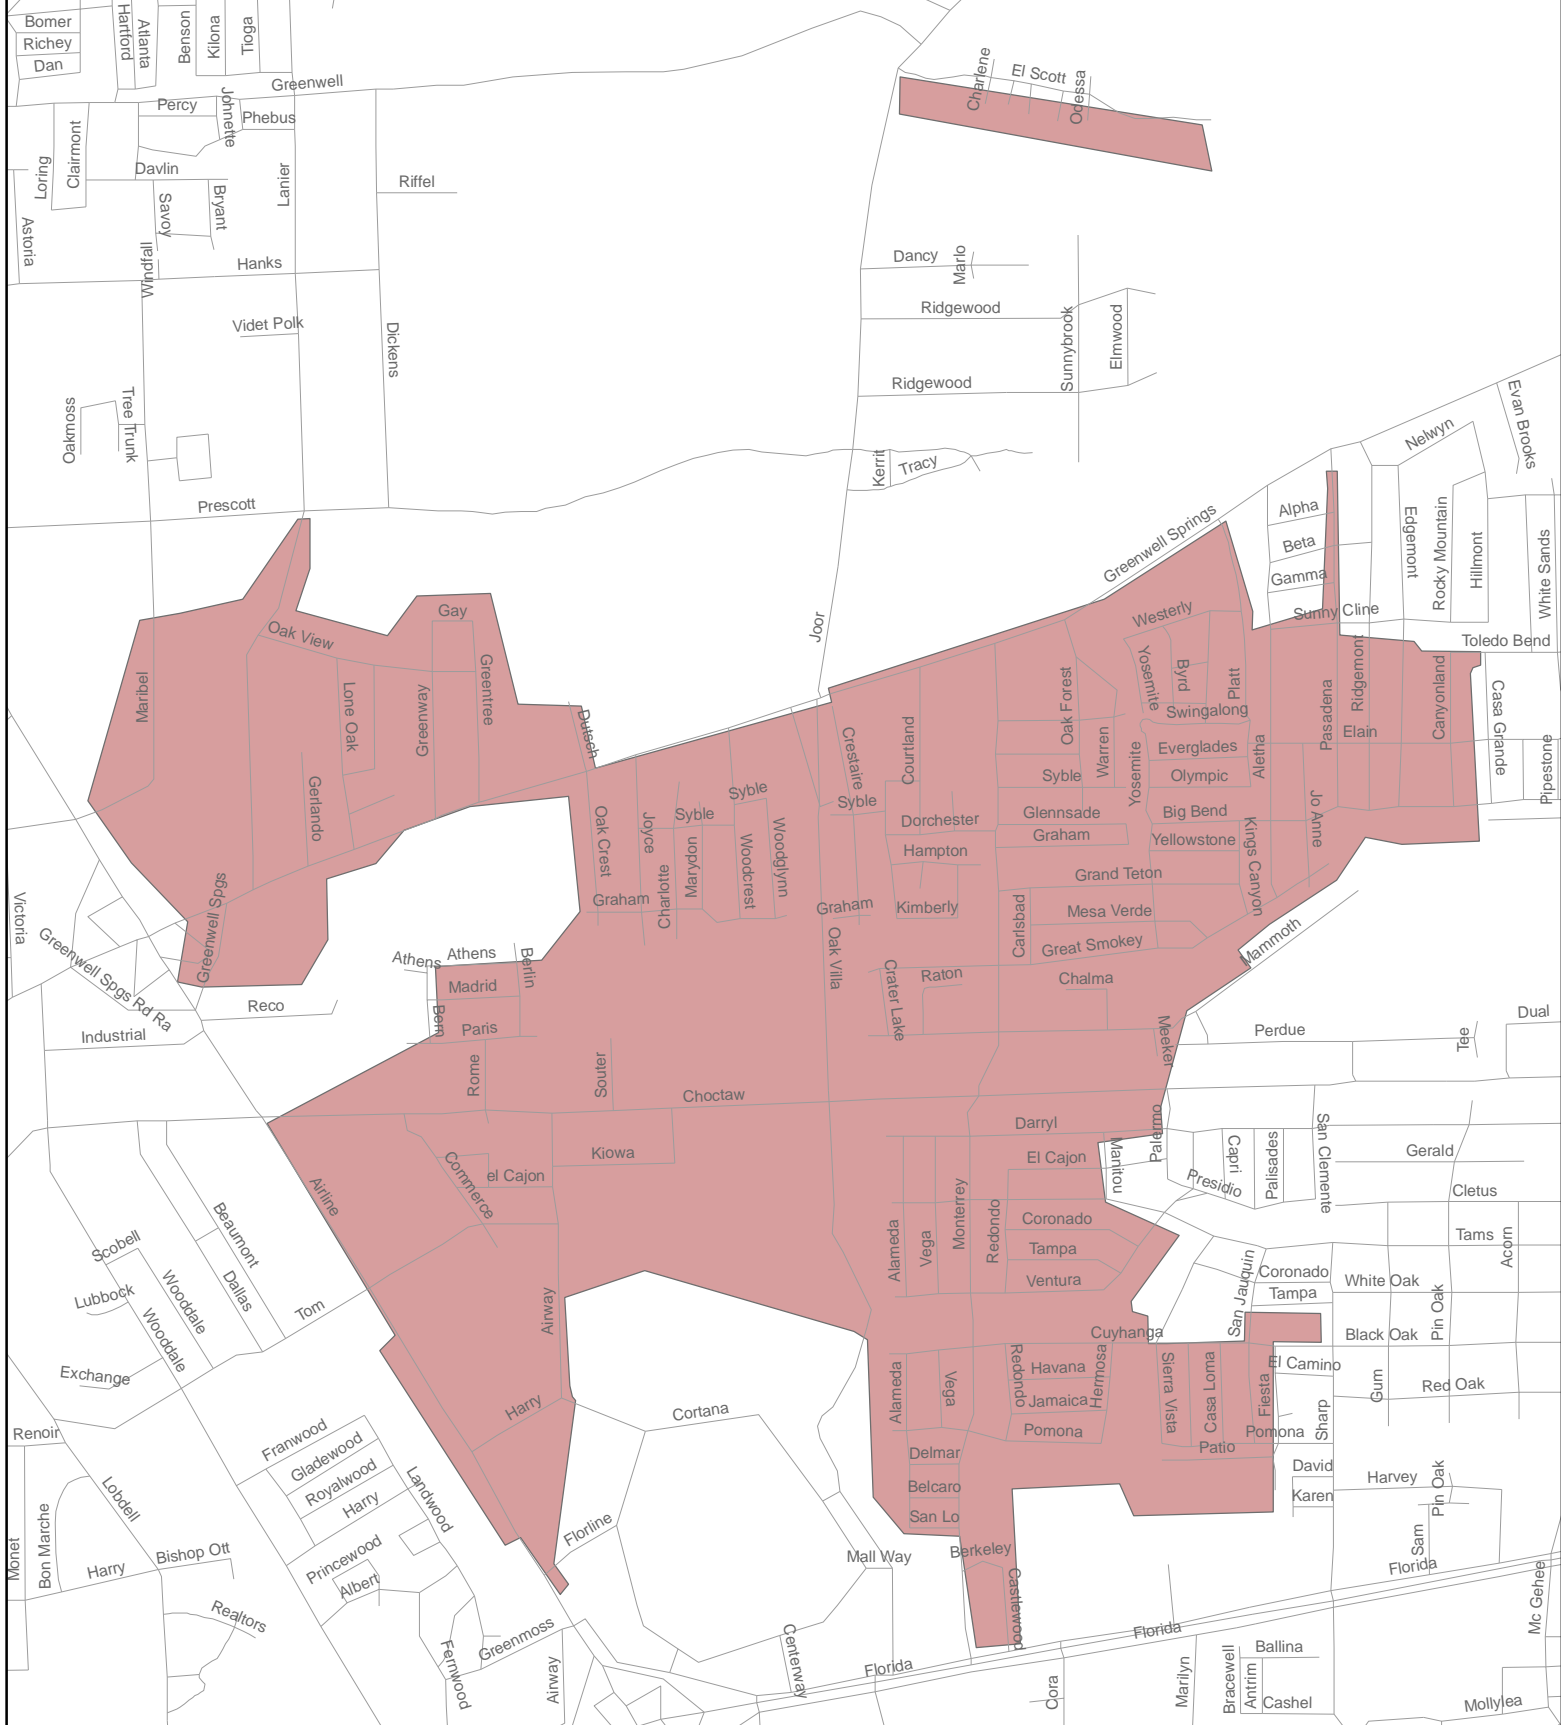 Bomer
Richey
Dan
Hartford
Atlanta
Benson
Kilona
Tioga
Greenwell
Percy
Johnette
Phebus
Loring
Clairmont
Davlin
Savoy
Bryant
Lanier
Riffel
Astoria
Windfall
Hanks
Videt Polk
Dickens
Oakmoss
Tree Trunk
Prescott
Charlene
El Scott
Odessa
Dancy
Marlo
Ridgewood
Sunnybrook
Elmwood
Ridgewood
Kerrit
Tracy
Joor
Greenwell Springs
Nelwyn
Evan Brooks
Alpha
Beta
Gamma
Sunny Cline
Edgemont
Rocky Mountain
Hillmont
White Sands
Toledo Bend
Maribel
Oak View
Gay
Lone Oak
Greenway
Greentree
Gerlando
Dutsch
Westerly
Yosemite
Byrd
Platt
Oak Forest
Warren
Swingalong
Everglades
Olympic
Yosemite
Big Bend
Yellowstone
Aletha
Pasadena
Ridgemont
Elain
Canyonland
Casa Grande
Pipestone
Jo Anne
Kings Canyon
Crestaire
Courtland
Syble
Syble
Syble
Syble
Glennsade
Graham
Dorchester
Hampton
Kimberly
Grand Teton
Mesa Verde
Great Smokey
Carlsbad
Oak Crest
Joyce
Charlotte
Marydon
Woodcrest
Woodglynn
Graham
Graham
Oak Villa
Crater Lake
Raton
Chalma
Meeker
Mammoth
Victoria
Greenwell Spgs
Greenwell Spgs Rd Ra
Reco
Industrial
Athens
Athens
Berlin
Madrid
Bern
Paris
Rome
Souter
Choctaw
Perdue
Tee
Dual
Darryl
El Cajon
Manitou
Palermo
Capri
Palisades
San Clemente
Presidio
Gerald
Cletus
Tams
Acorn
Kiowa
el Cajon
Commerce
Airline
Alameda
Vega
Monterrey
Redondo
Coronado
Tampa
Ventura
San Jauquin
Coronado
Tampa
White Oak
Pin Oak
Black Oak
Scobell
Lubbock
Wooddale
Wooddale
Beaumont
Dallas
Tom
Exchange
Airway
Cuyhanga
Alameda
Vega
Redondo
Havana
Jamaica
Hermosa
Pomona
Sierra Vista
Casa Loma
Fiesta
El Camino
Patio
Pomona
Sharp
Gum
Red Oak
Renoir
Franwood
Gladewood
Royalwood
Harry
Landwood
Harry
Cortana
Delmar
Belcaro
San Lo
Berkeley
Castlewood
David
Karen
Harvey
Pin Oak
Sam
Lobdell
Monet
Bon Marche
Harry
Bishop Ott
Princewood
Albert
Realtors
Florline
Mall Way
Florida
Florida
Florida
Fernwood
Greenmoss
Airway
Centerway
Cora
Marilyn
Bracewell
Antrim
Ballina
Cashel
Mc Gehee
Mollylea